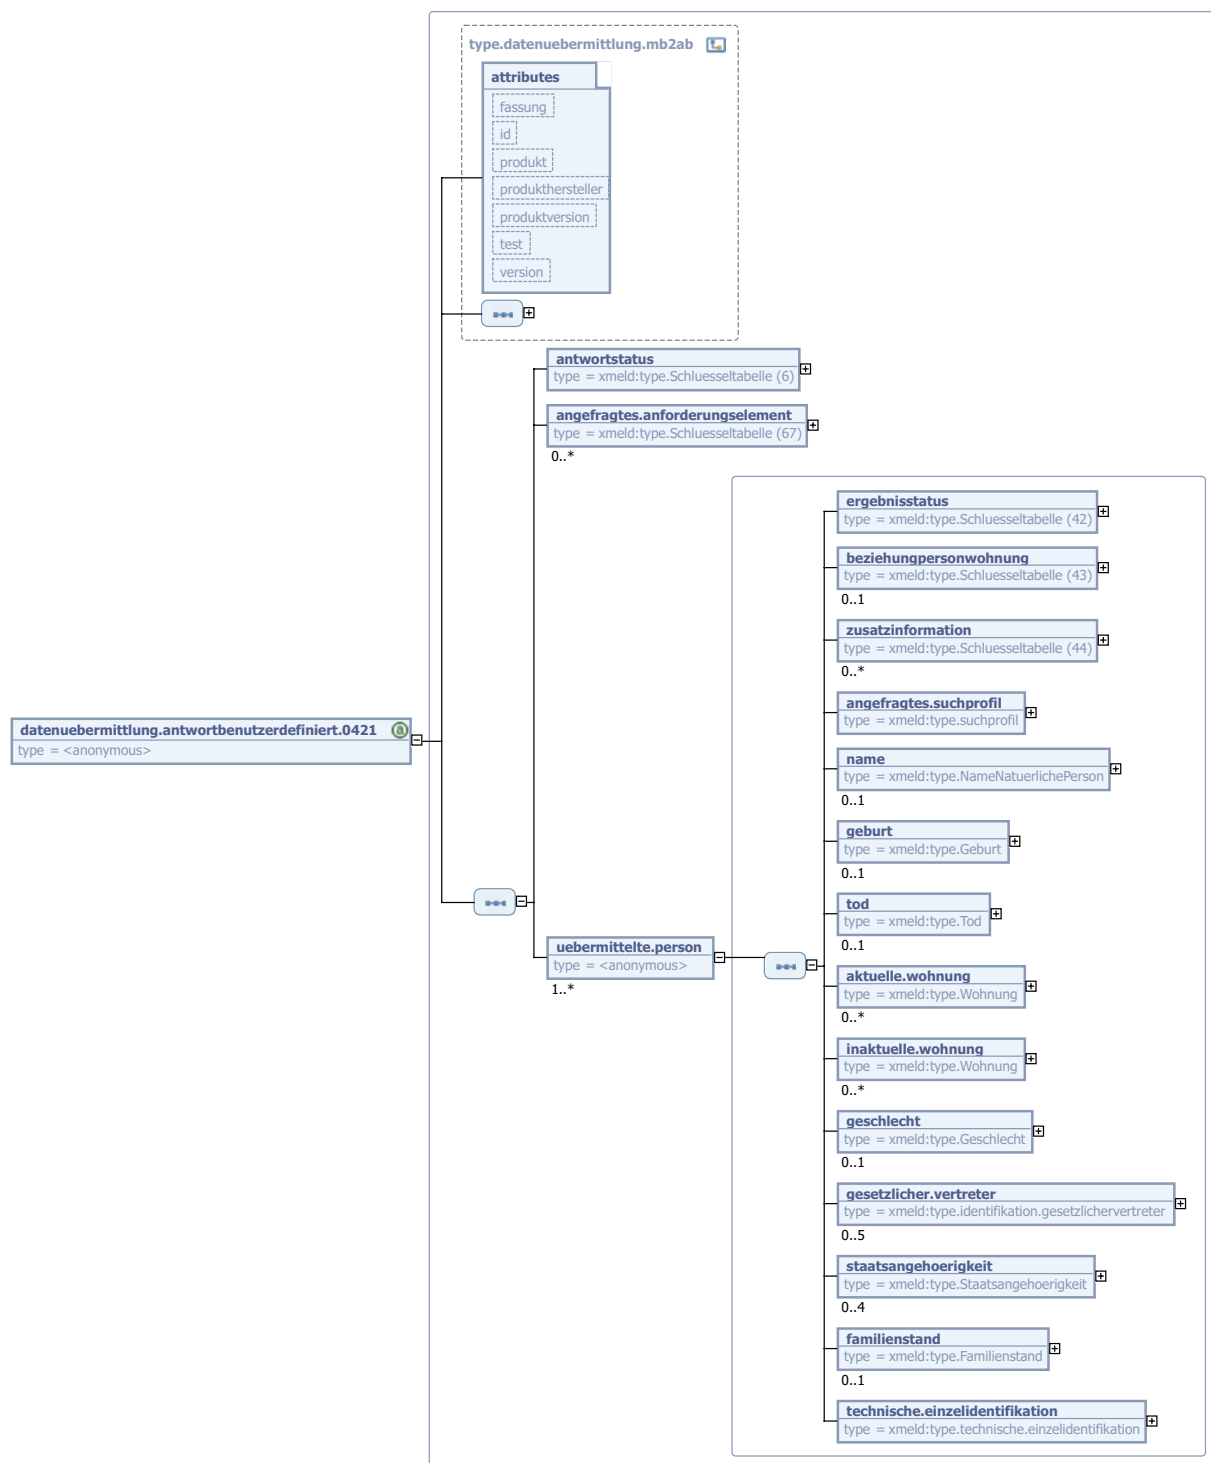 type.datenuebermittlung.mb2ab
attributes
fassung
id
produkt
produkthersteller
produktversion
test
version
antwortstatus
type = xmeld:type.Schluesseltabelle (6)
angefragtes.anforderungselement
type = xmeld:type.Schluesseltabelle (67)
0..*
ergebnisstatus
type = xmeld:type.Schluesseltabelle (42)
beziehungpersonwohnung
type = xmeld:type.Schluesseltabelle (43)
0..1
zusatzinformation
type = xmeld:type.Schluesseltabelle (44)
0..*
angefragtes.suchprofil
type = xmeld:type.suchprofil
datenuebermittlung.antwortbenutzerdefiniert.0421 a
type = <anonymous>
name
type = xmeld:type.NameNatuerlichePerson
0..1
geburt
type = xmeld:type.Geburt
0..1
tod
type = xmeld:type.Tod
0..1
uebermittelte.person
type = <anonymous>
1..*
aktuelle.wohnung
type = xmeld:type.Wohnung
0..*
inaktuelle.wohnung
type = xmeld:type.Wohnung
0..*
geschlecht
type = xmeld:type.Geschlecht
0..1
gesetzlicher.vertreter
type = xmeld:type.identifikation.gesetzlichervertreter
0..5
staatsangehoerigkeit
type = xmeld:type.Staatsangehoerigkeit
0..4
familienstand
type = xmeld:type.Familienstand
0..1
technische.einzelidentifikation
type = xmeld:type.technische.einzelidentifikation